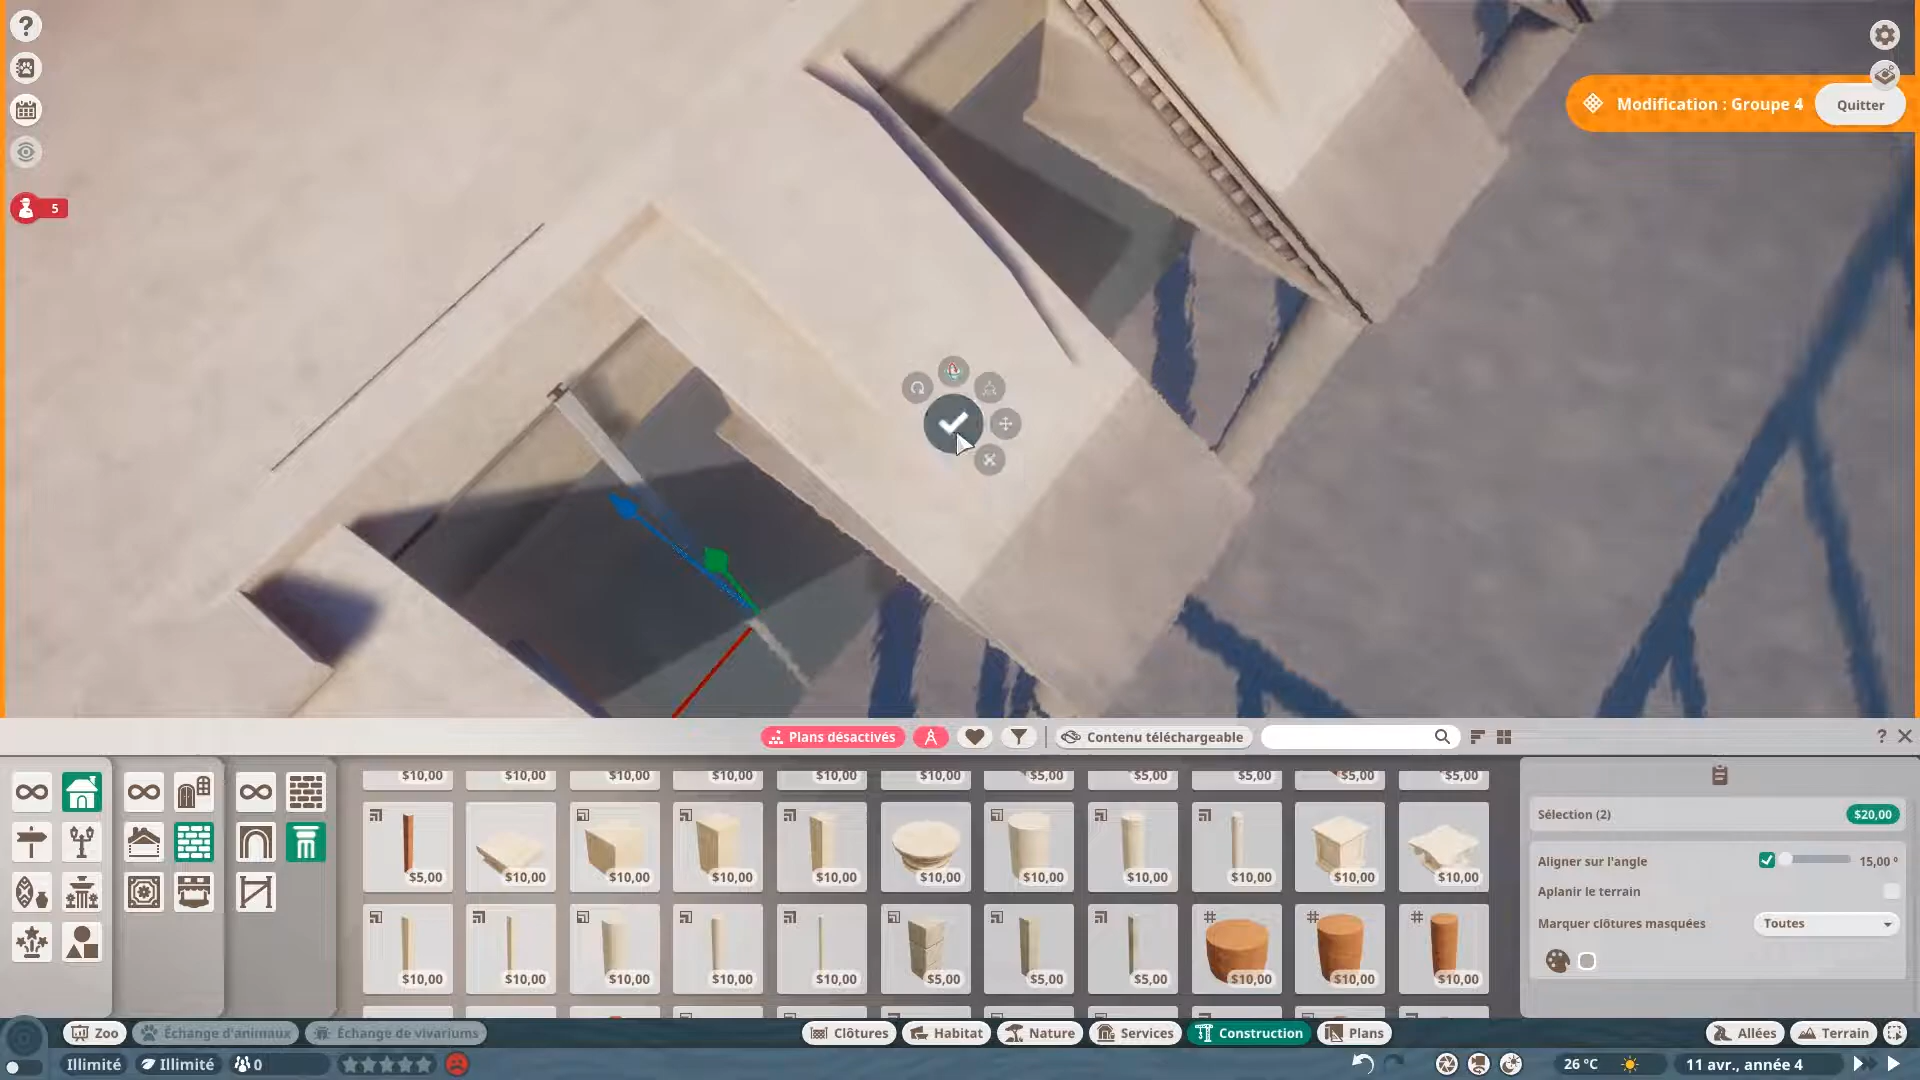 ?
Modification : Groupe 4
Quitter
5
Plans désactivés
Contenu téléchargeable
?
$10,00 $10,00 $10,00 $10,00 $10,00 $10,00 $5,00 $5,00 $5,00 $5,00 $5,00
$5,00 $10,00 $10,00 $10,00 $10,00 $10,00 $10,00 $10,00 $10,00 $10,00 $10,00
$10,00 $10,00 $10,00 $10,00 $10,00 $5,00 $5,00 $5,00 $10,00 $10,00 $10,00
Sélection (2)
$20,00
Aligner sur l'angle
15,00 °
Aplanir le terrain
Marquer clôtures masquées
Toutes
Zoo
Échange d'animaux
Échange de vivariums
Clôtures
Habitat
Nature
Services
Construction
Plans
Allées
Terrain
Illimité
Illimité
0
26 °C
11 avr., année 4